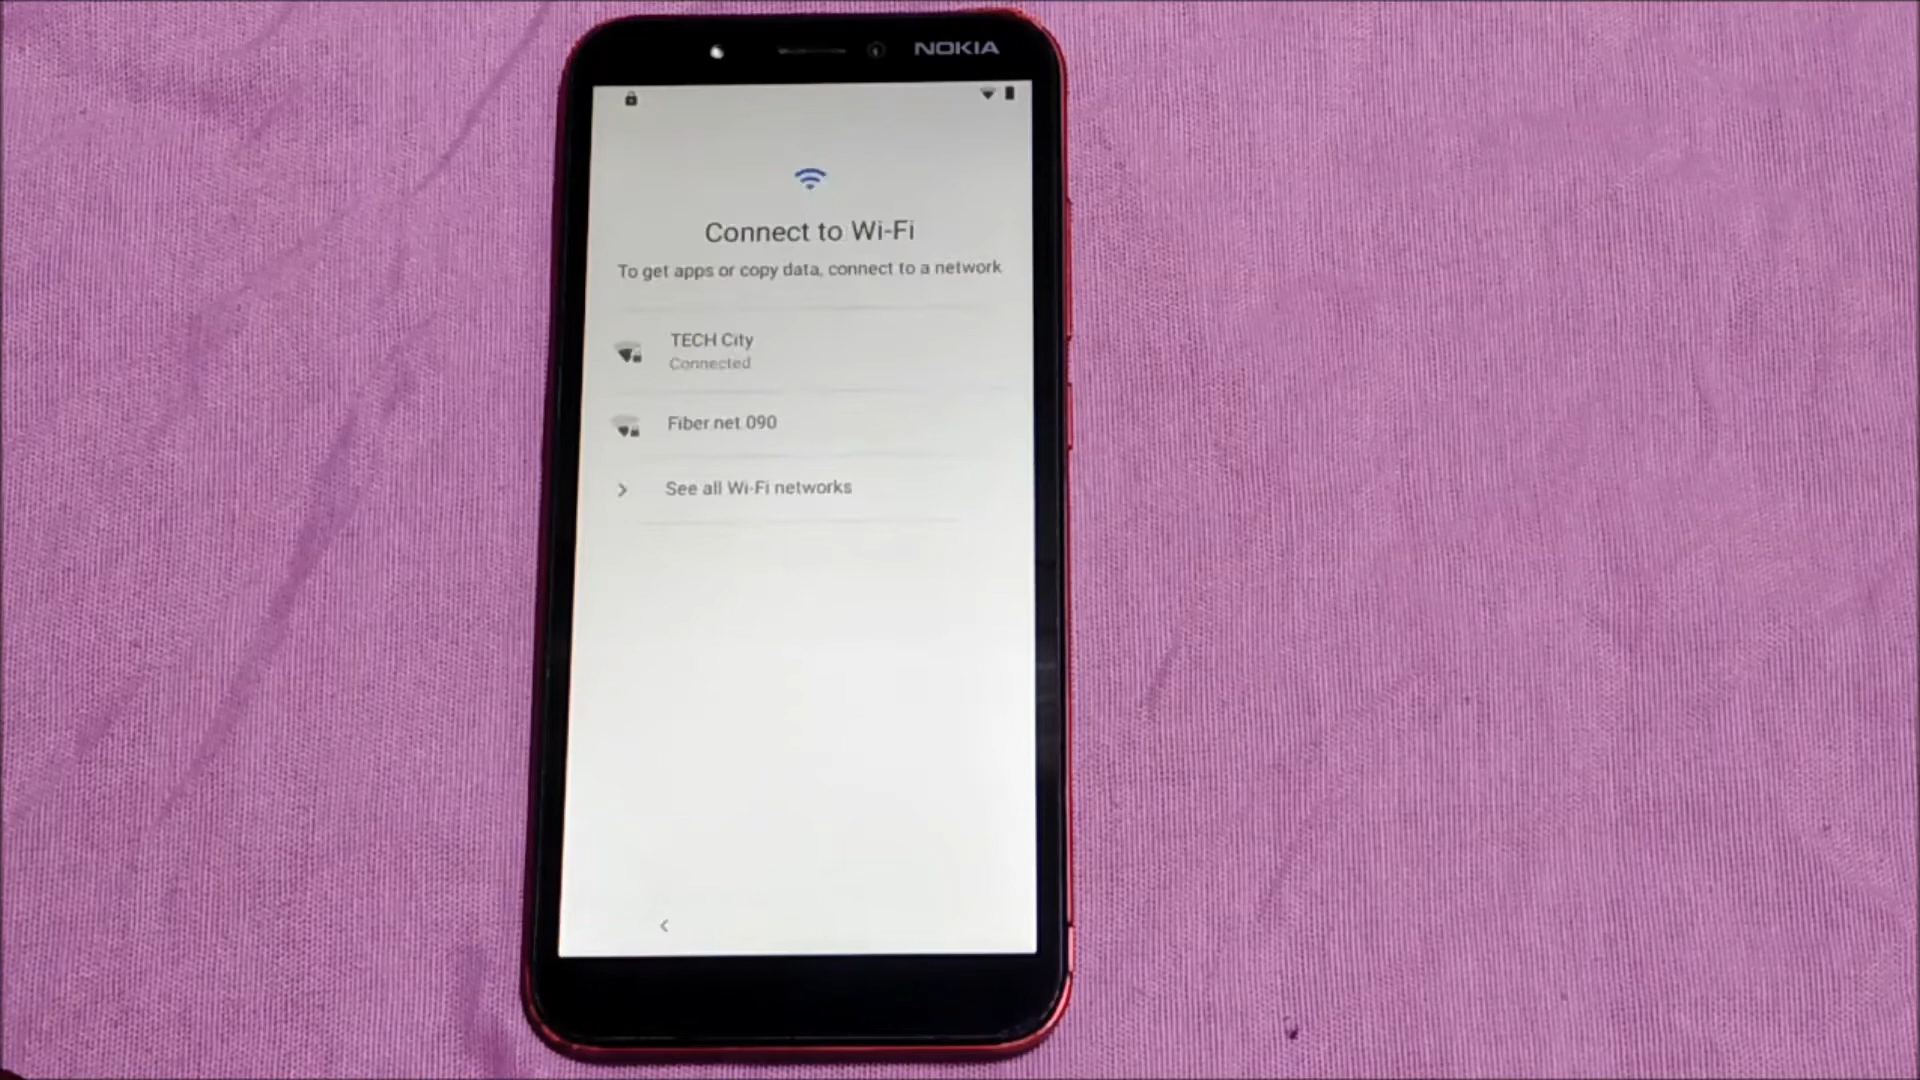 NOKIA
Connect to Wi-Fi
To get apps or copy data, connect to a network
TECH City
Connected
Fiber net 090
See all Wi-Fi networks